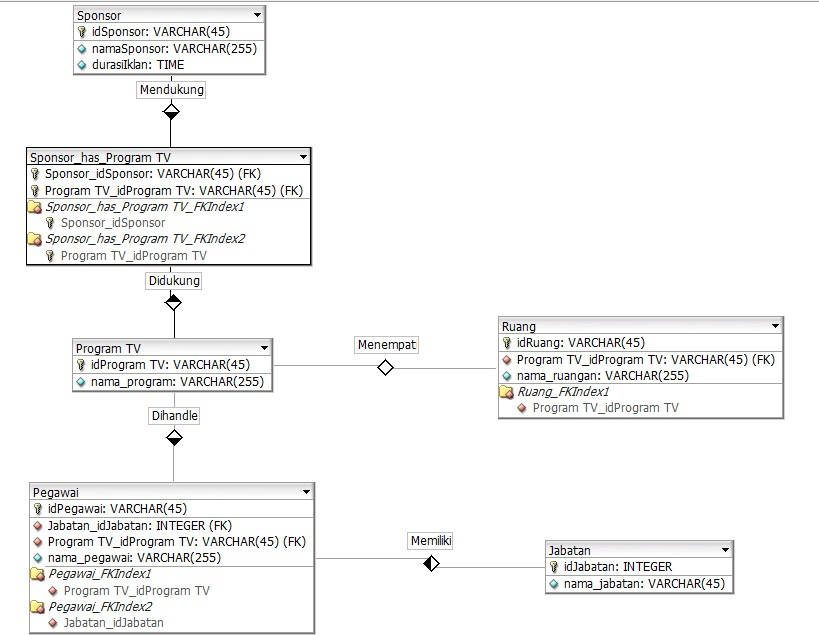 Sponsor
idSponsor: VARCHAR(45)
namaSponsor: VARCHAR(255)
durasiIklan: TIME
Mendukung
Sponsor_has_Program TV
Sponsor_idSponsor: VARCHAR(45) (FK)
Program TV_idProgram TV: VARCHAR(45) (FK)
Sponsor_has_Program TV_FKIndex1
Sponsor_idSponsor
Sponsor_has_Program TV_FKIndex2
Program TV_idProgram TV
Didukung
Program TV
idProgram TV: VARCHAR(45)
nama_program: VARCHAR(255)
Menempat
Ruang
idRuang: VARCHAR(45)
Program TV_idProgram TV: VARCHAR(45) (FK)
nama_ruangan: VARCHAR(255)
Ruang_FKIndex1
Program TV_idProgram TV
Dihandle
Pegawai
idPegawai: VARCHAR(45)
Jabatan_idJabatan: INTEGER (FK)
Program TV_idProgram TV: VARCHAR(45) (FK)
nama_pegawai: VARCHAR(255)
Pegawai_FKIndex1
Program TV_idProgram TV
Pegawai_FKIndex2
Jabatan_idJabatan
Memiliki
Jabatan
idJabatan: INTEGER
nama_jabatan: VARCHAR(45)